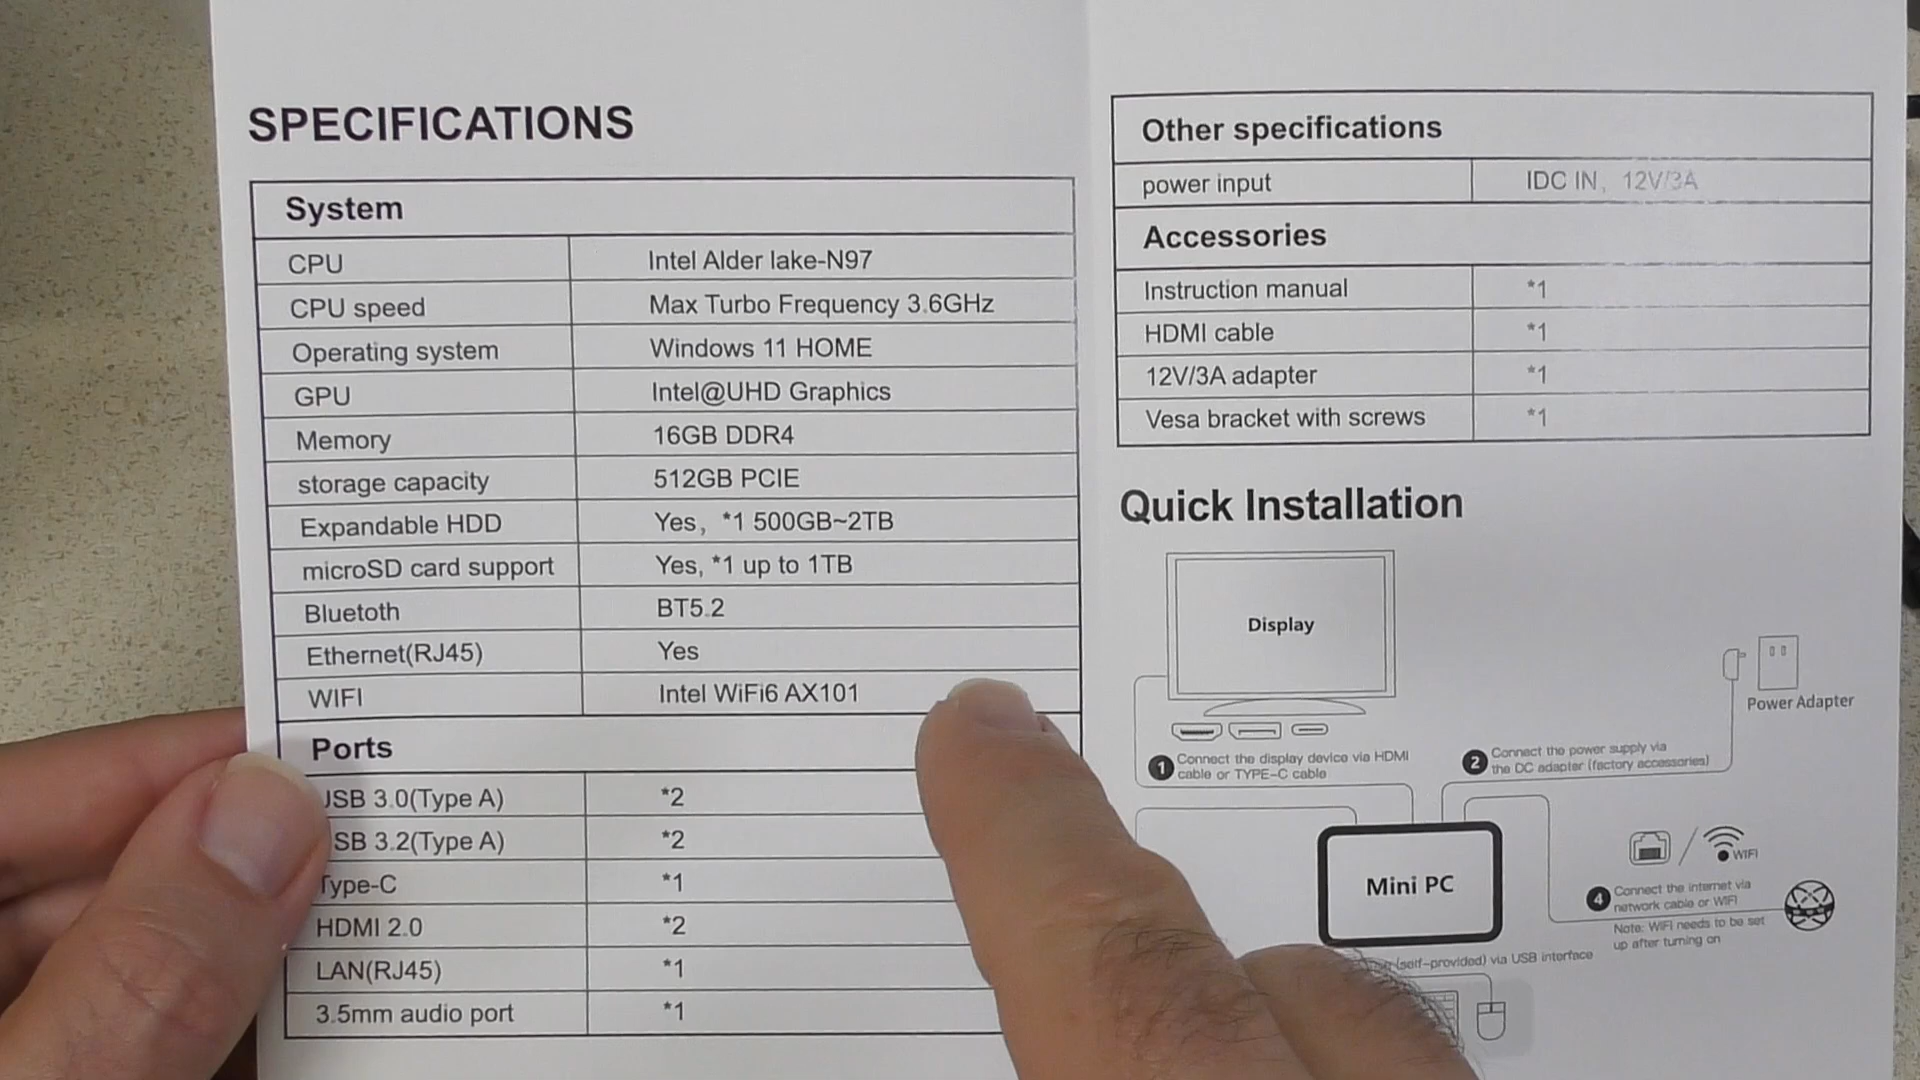 SPECIFICATIONS
System
CPU Intel Alder lake-N97
CPU speed Max Turbo Frequency 3.6GHz
Operating system Windows 11 HOME
GPU Intel@UHD Graphics
Memory 16GB DDR4
storage capacity 512GB PCIE
Expandable HDD Yes, *1 500GB~2TB
microSD card support Yes, *1 up to 1TB
Bluetoth BT5.2
Ethernet(RJ45) Yes
WIFI Intel WiFi6 AX101
Ports
USB 3.0(Type A) *2
USB 3.2(Type A) *2
Type-C *1
HDMI 2.0 *2
LAN(RJ45) *1
3.5mm audio port *1
Other specifications
power input IDC IN, 12V/3A
Accessories
Instruction manual *1
HDMI cable *1
12V/3A adapter *1
Vesa bracket with screws *1
Quick Installation
Display
Power Adapter
1 Connect the display device via HDMI
cable or TYPE-C cable
2 Connect the power supply via
the DC adapter (factory accessories)
Mini PC
WIFI
4 Connect the internet via
network cable or WIFI
Note: WIFI needs to be set
up after turning on
(self-provided) via USB interface